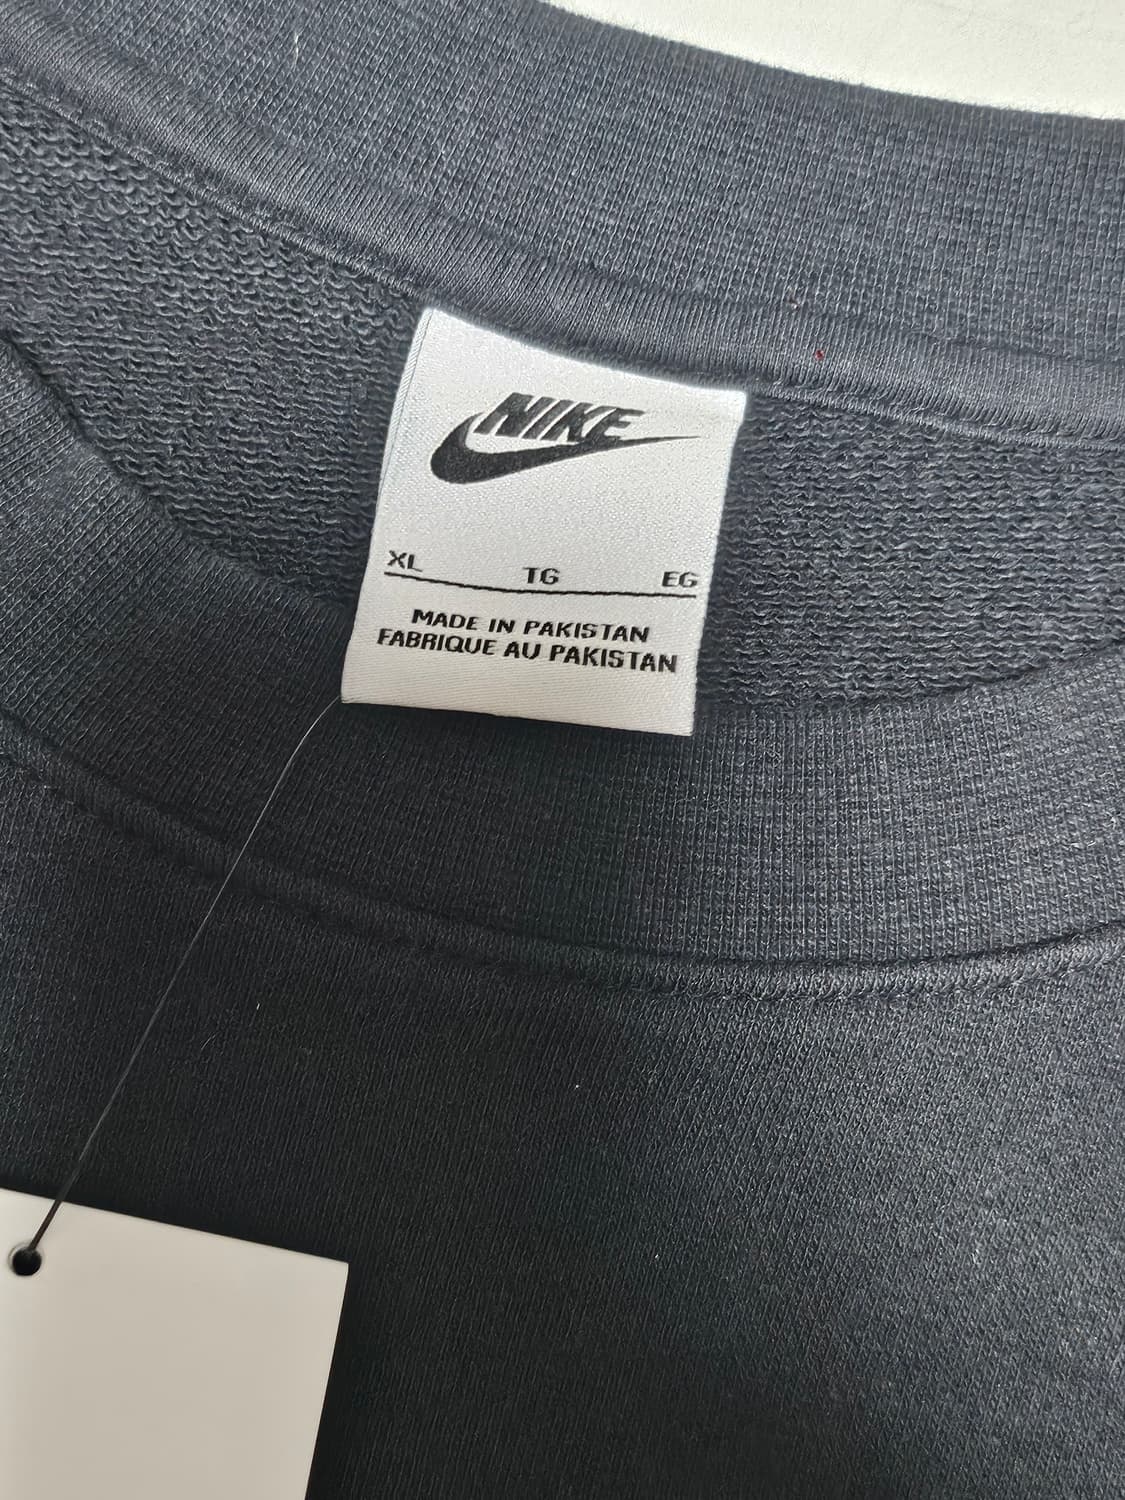 NIKE
XL TG EG
MADE IN PAKISTAN
FABRIQUE AU PAKISTAN